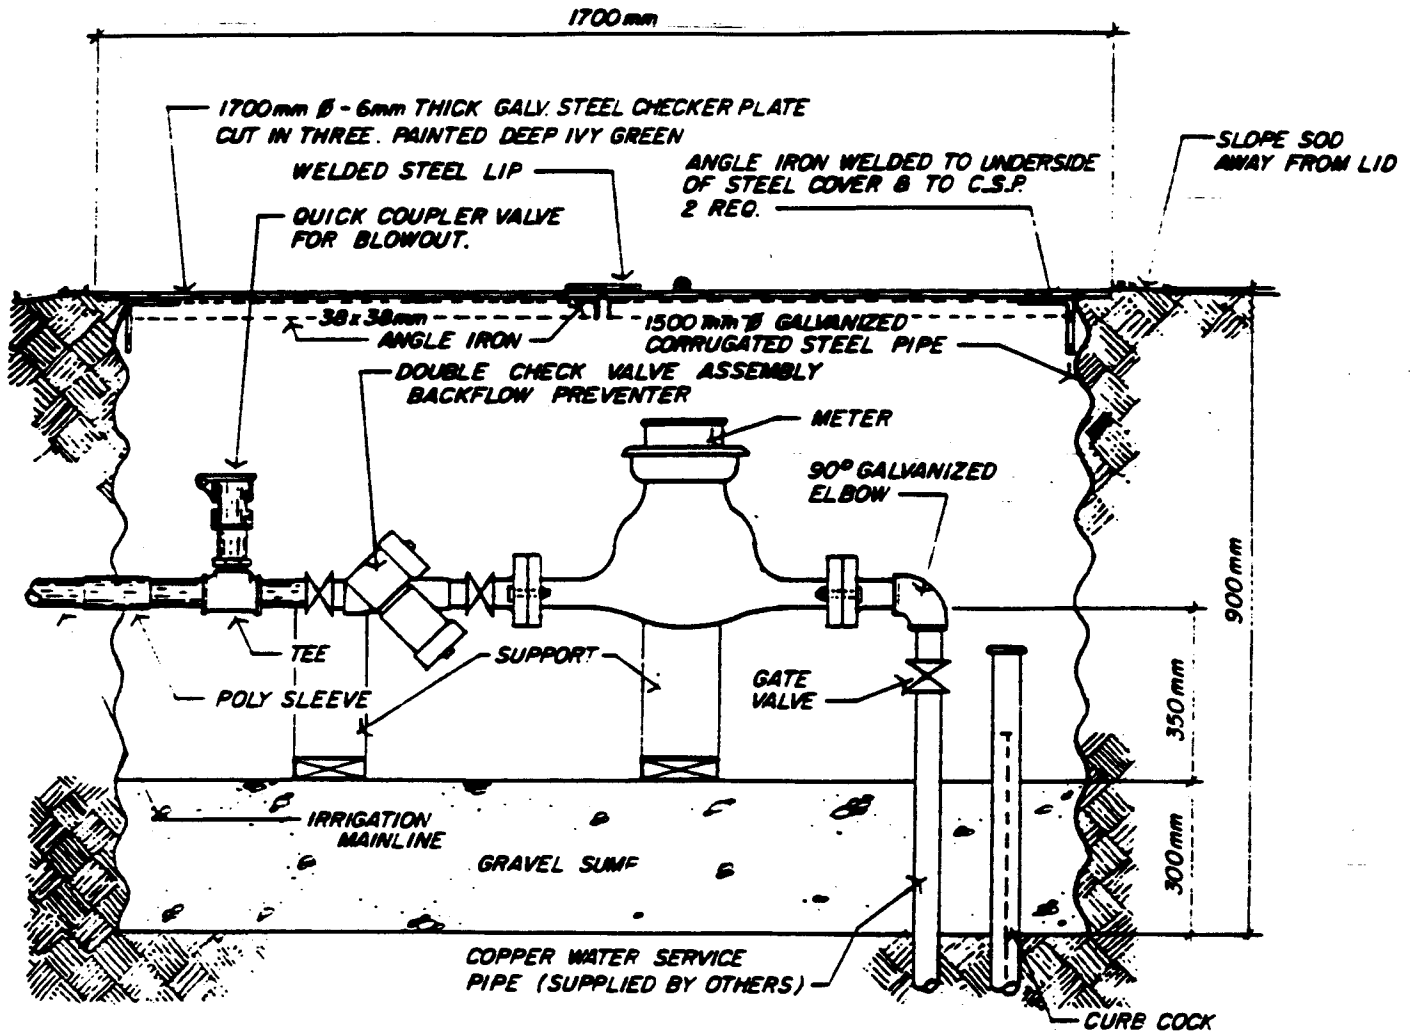 1700mm
1700mm Ø - 6mm THICK GALV. STEEL CHECKER PLATE
CUT IN THREE. PAINTED DEEP IVY GREEN
WELDED STEEL LIP
ANGLE IRON WELDED TO UNDERSIDE
OF STEEL COVER & TO C.S.P.
2 REQ.
SLOPE SOD
AWAY FROM LID
QUICK COUPLER VALVE
FOR BLOWOUT.
38 x 38mm
ANGLE IRON
1500 mm Ø GALVANIZED
CORRUGATED STEEL PIPE
DOUBLE CHECK VALVE ASSEMBLY
BACKFLOW PREVENTER
METER
90° GALVANIZED
ELBOW
900mm
TEE
SUPPORT
GATE
VALVE
POLY SLEEVE
350mm
IRRIGATION
MAINLINE
GRAVEL SUMP
300mm
COPPER WATER SERVICE
PIPE (SUPPLIED BY OTHERS)
CURB COCK